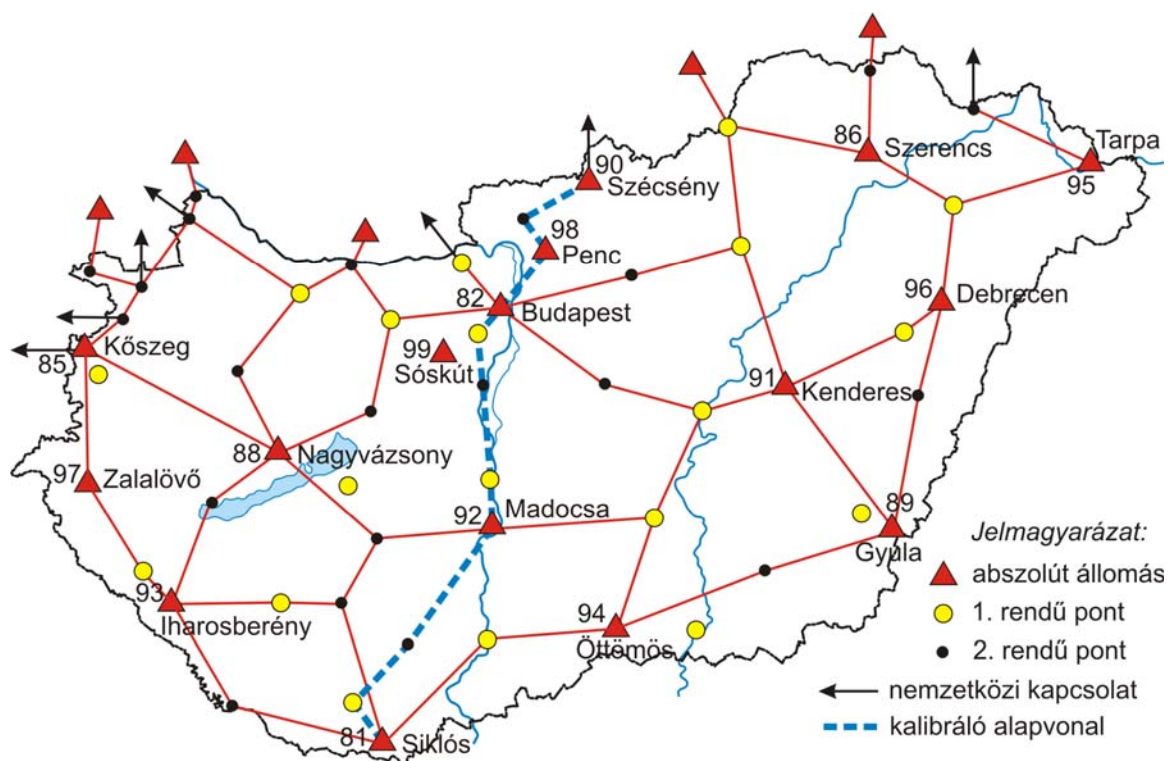 86
Szerencs
Tarpa
95
90
Szécsény
98
Penc
82
Budapest
96
Debrecen
99
Sóskút
85
Kőszeg
91
Kenderes
88
Nagyvázsony
97
Zalalövő
92
Madocsa
89
Gyula
93
Iharosberény
94
Öttömös
81
Siklós
Jelmagyarázat:
abszolút állomás
1. rendű pont
2. rendű pont
nemzetközi kapcsolat
kalibráló alapvonal